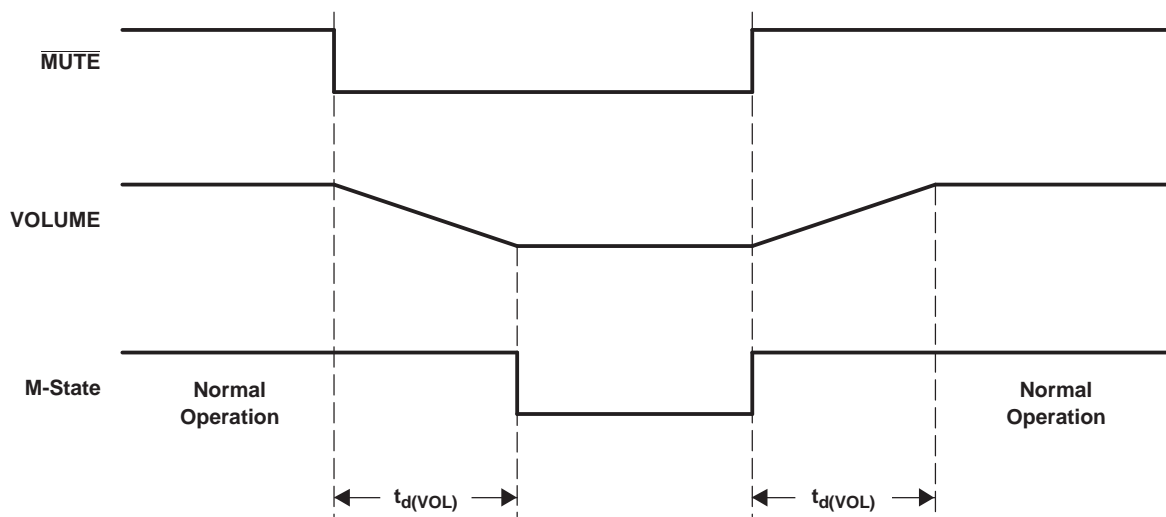 MUTE
VOLUME
M-State
Normal
Operation
Normal
Operation
td(VOL)
td(VOL)